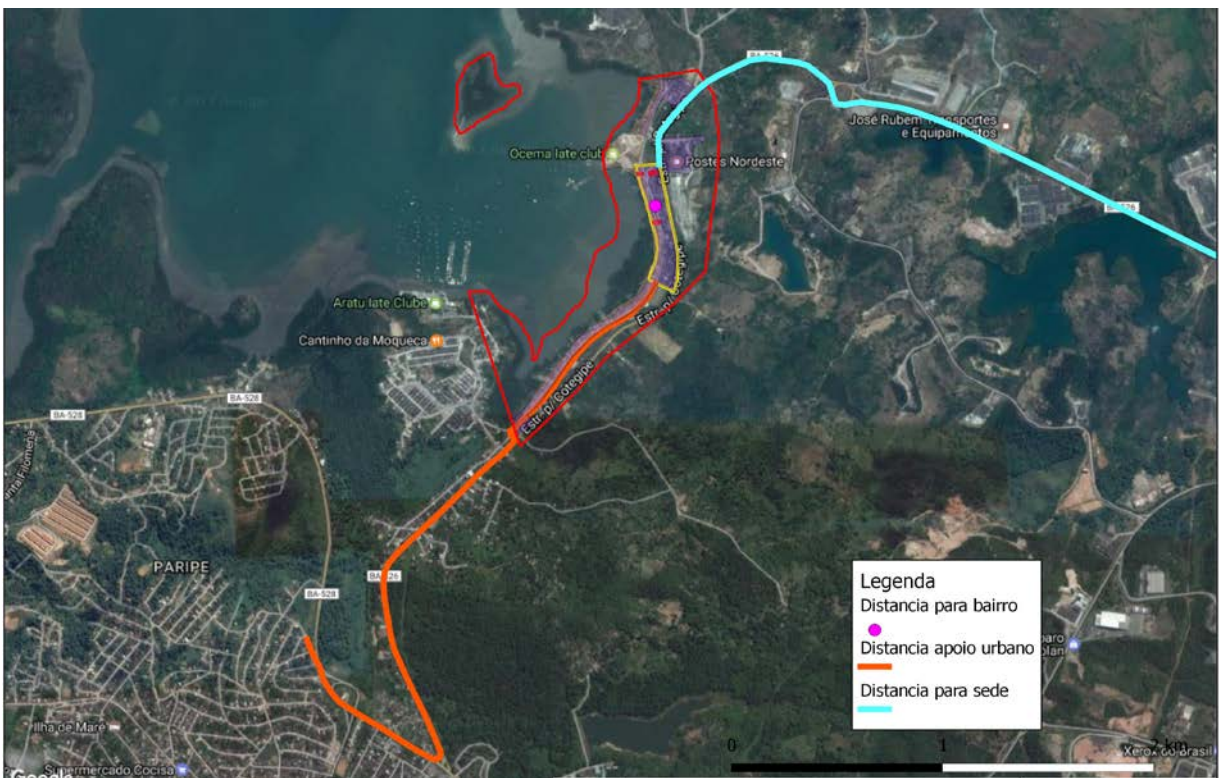 BA-526
José Rubem Transportes
e Equipamentos
Ocema Iate club
Postes Nordeste
BA-526
Estr. p/ Cotegipe
Aratu Iate Clube
Cantinho da Moqueca
Estr. p/ Cotegipe
Estr. p/ Cotegipe
BA-528
BA-528
PARIPE
BA-526
BA-528
Legenda
Distancia para bairro
Distancia apoio urbano
Distancia para sede
Ilha de Maré
Supermercado Cocisa
Google
0
1
2 km
Xerox do Brasil